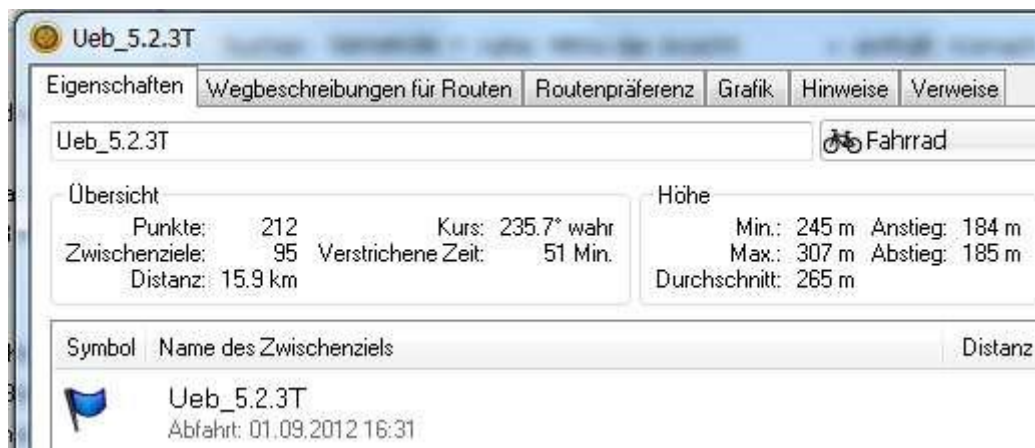 Ueb_5.2.3T
Eigenschaften Wegbeschreibungen für Routen Routenpräferenz Grafik Hinweise Verweise
Ueb_5.2.3T Fahrrad
Übersicht Höhe
Punkte: 212 Kurs: 235.7° wahr Min.: 245 m Anstieg: 184 m
Zwischenziele: 95 Verstrichene Zeit: 51 Min. Max.: 307 m Abstieg: 185 m
Distanz: 15.9 km Durchschnitt: 265 m
Symbol Name des Zwischenziels Distanz
Ueb_5.2.3T
Abfahrt: 01.09.2012 16:31